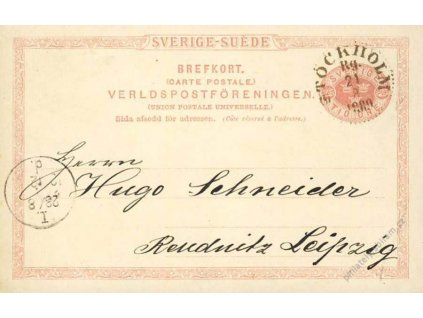 SVERIGE-SUÈDE
BREFKORT.
(CARTE POSTALE)
VERLDSPOSTFÖRENINGEN.
(UNION POSTALE UNIVERSELLE.)
Sida afsedd för adressen. (Côté réservé à l'adresse.)
STOCKHOLM
21
Herrn
Hugo Schneider
Reudnitz Leipzig